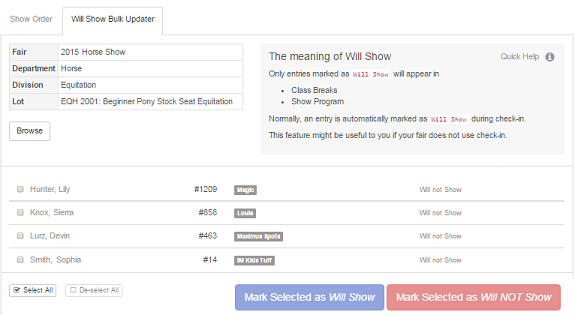 Show Order Will Show Bulk Updater
Fair 2015 Horse Show
Department Horse
Division Equitation
Lot EQH 2001: Beginner Pony Stock Seat Equitation
Browse
The meaning of Will Show Quick Help
Only entries marked as Will Show will appear in
Class Breaks
Show Program
Normally, an entry is automatically marked as Will Show during check-in.
This feature might be useful to you if your fair does not use check-in.
Hunter, Lily #1209 Magic Will not Show
Knox, Sierra #858 Louis Will not Show
Lurz, Devin #463 Maximus Spots Will not Show
Smith, Sophia #14 IM Kids Tuff Will not Show
Select All De-select All Mark Selected as Will Show Mark Selected as Will NOT Show